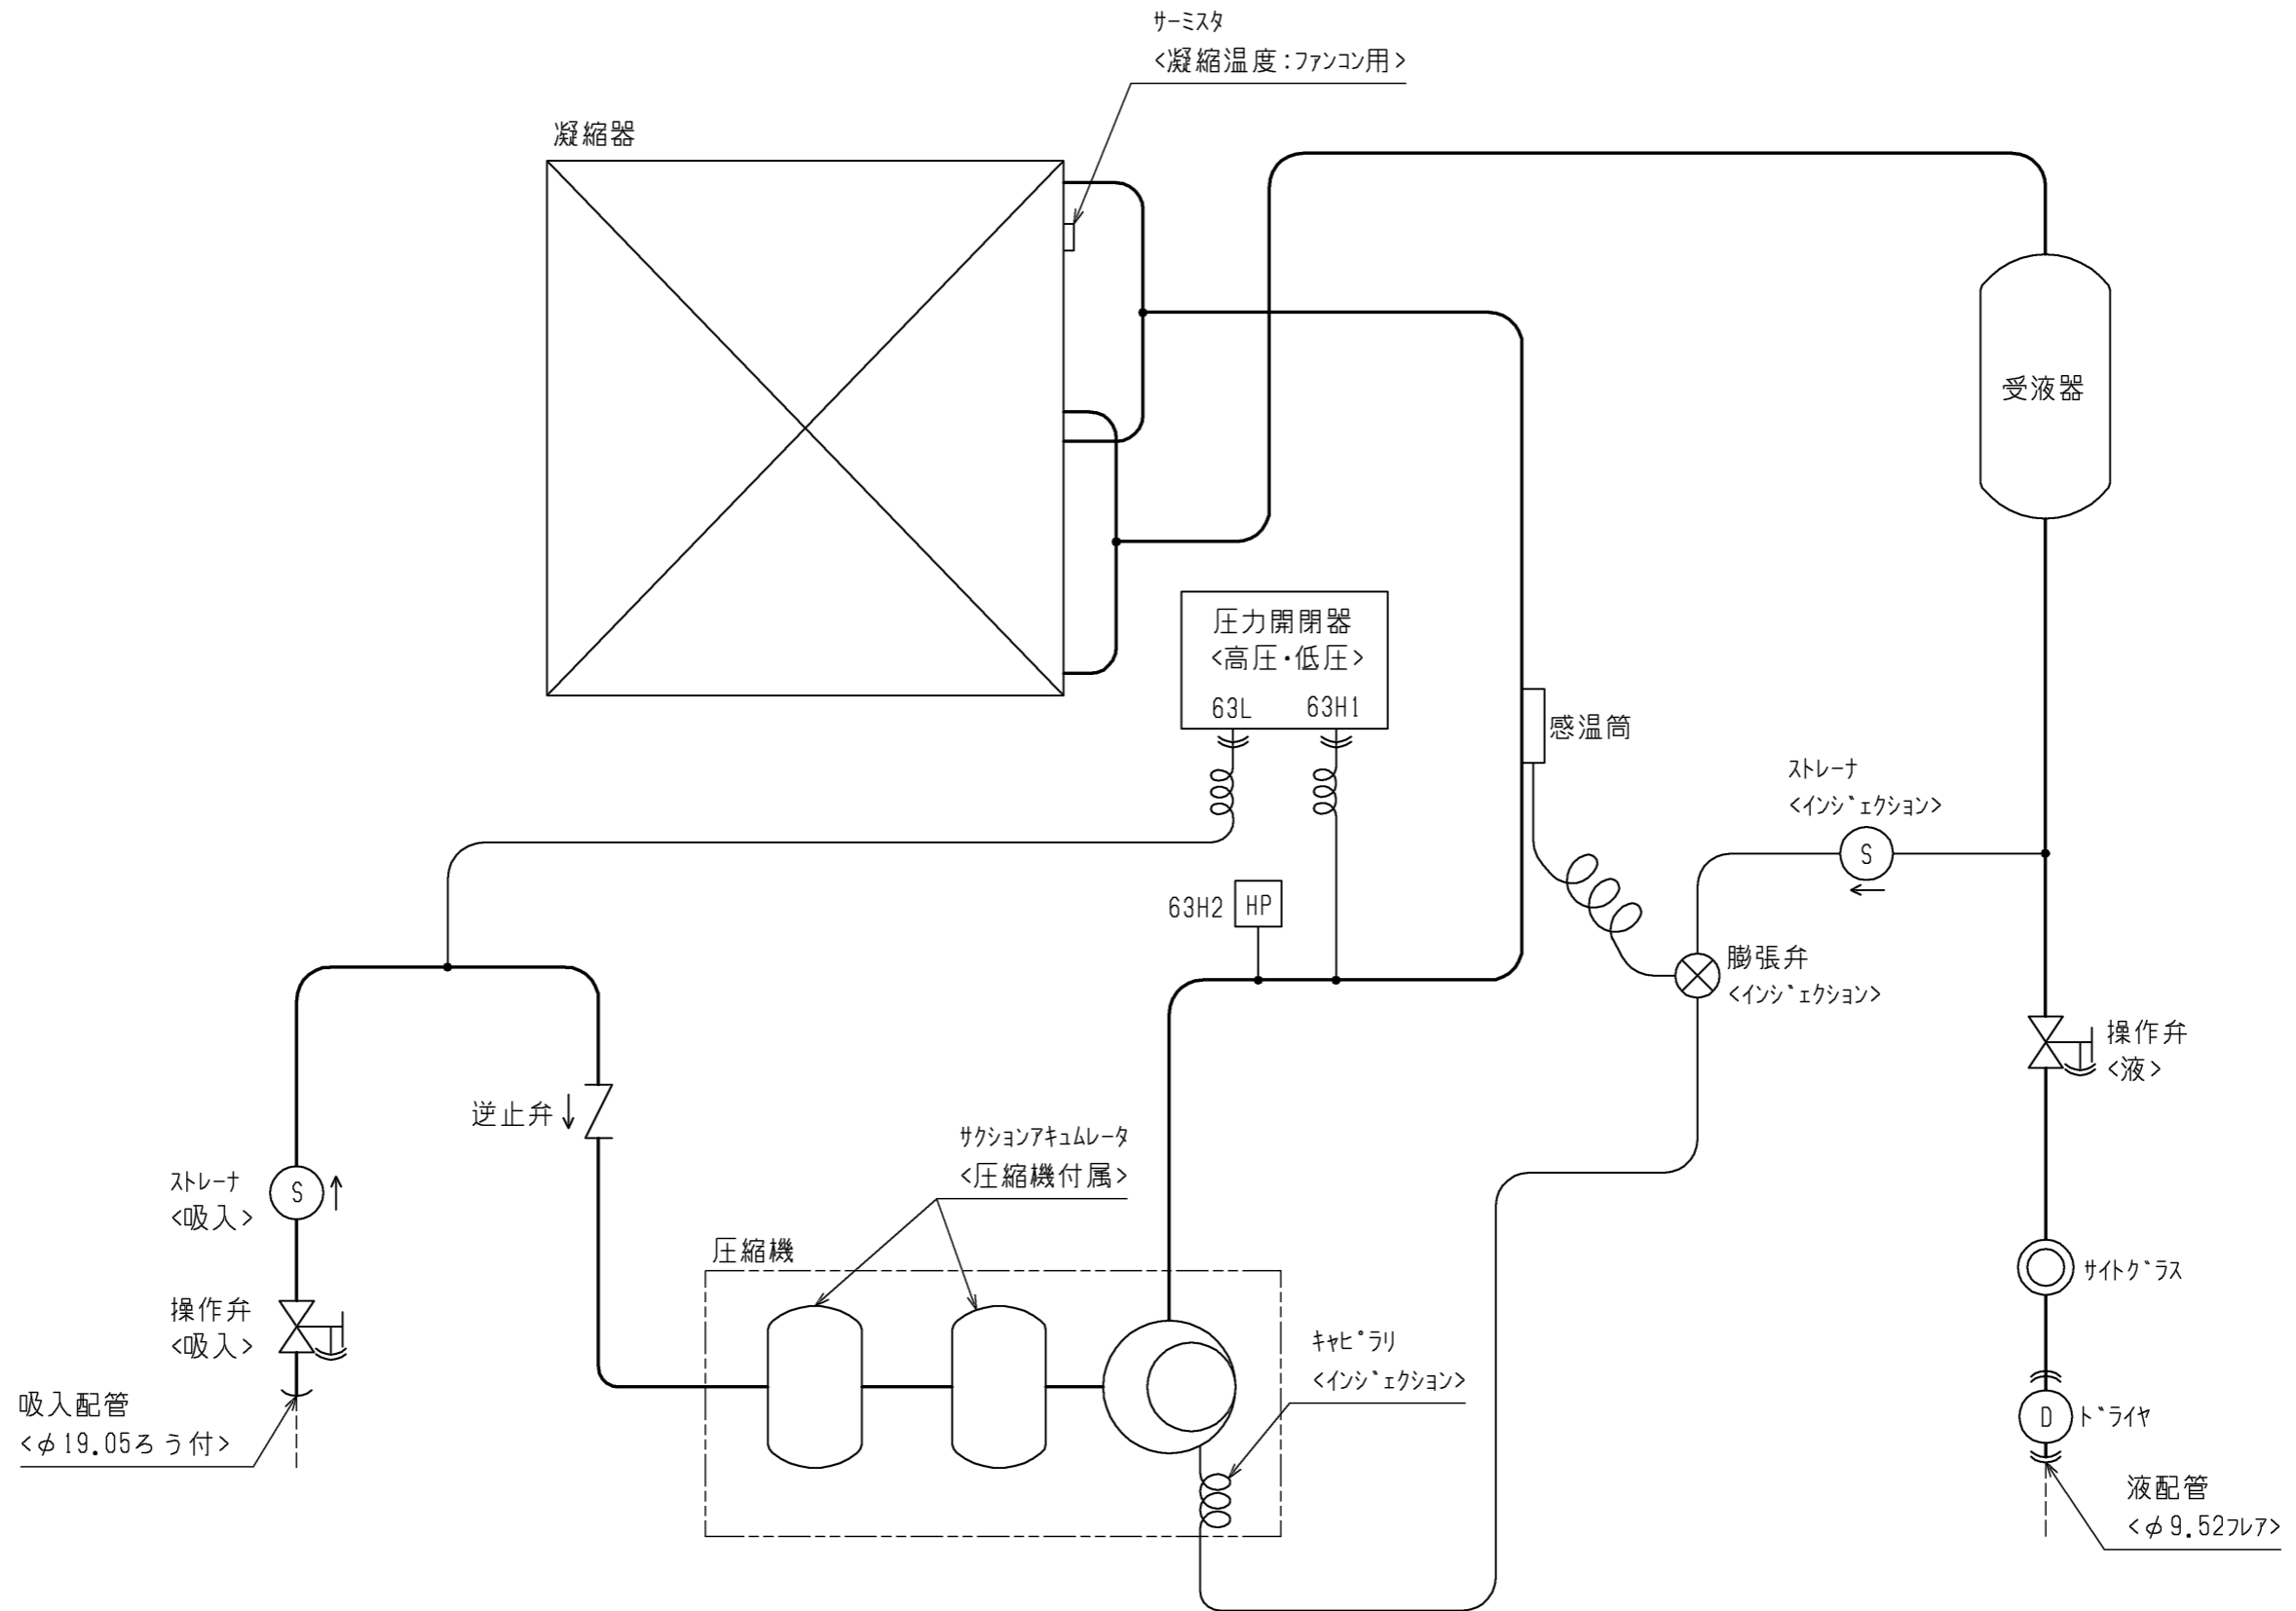 サーミスタ
<凝縮温度:ファンコン用>
凝縮器
受液器
圧力開閉器
<高圧・低圧>
63L 63H1
感温筒
ストレーナ
<インジェクション>
S
63H2 HP
膨張弁
<インジェクション>
操作弁
<液>
逆止弁
サクションアキュムレータ
<圧縮機付属>
ストレーナ
<吸入>
S
圧縮機
サイトグラス
操作弁
<吸入>
キャピラリ
<インジェクション>
吸入配管
<φ19.05ろう付>
D ドライヤ
液配管
<φ9.52フレア>